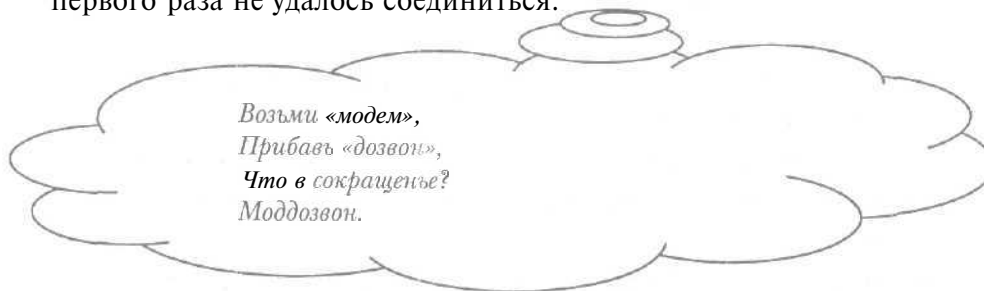 первого раза не удалось соединиться.
Возьми «модем»,
Прибавь «дозвон»,
Что в сокращенье?
Моддозвон.